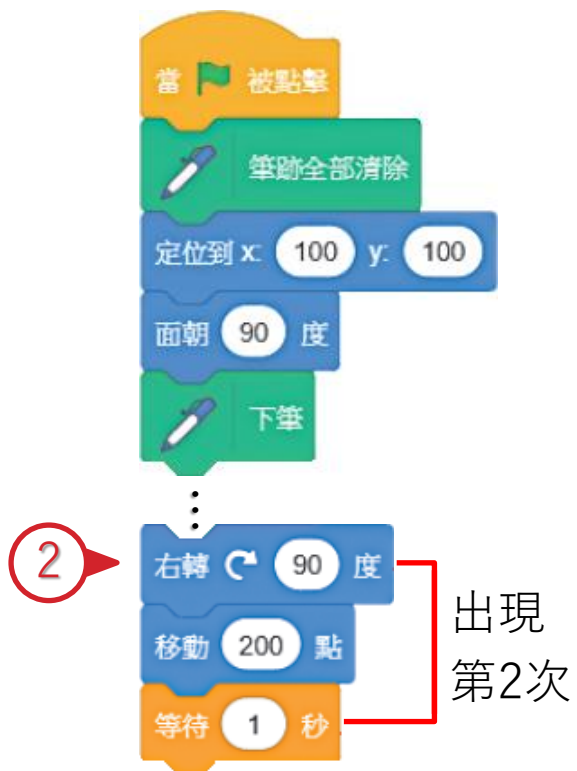 當 被點擊
筆跡全部清除
定位到 x: 100 y: 100
面朝 90 度
下筆
⋮
2
右轉 90 度
移動 200 點
等待 1 秒
出現
第2次